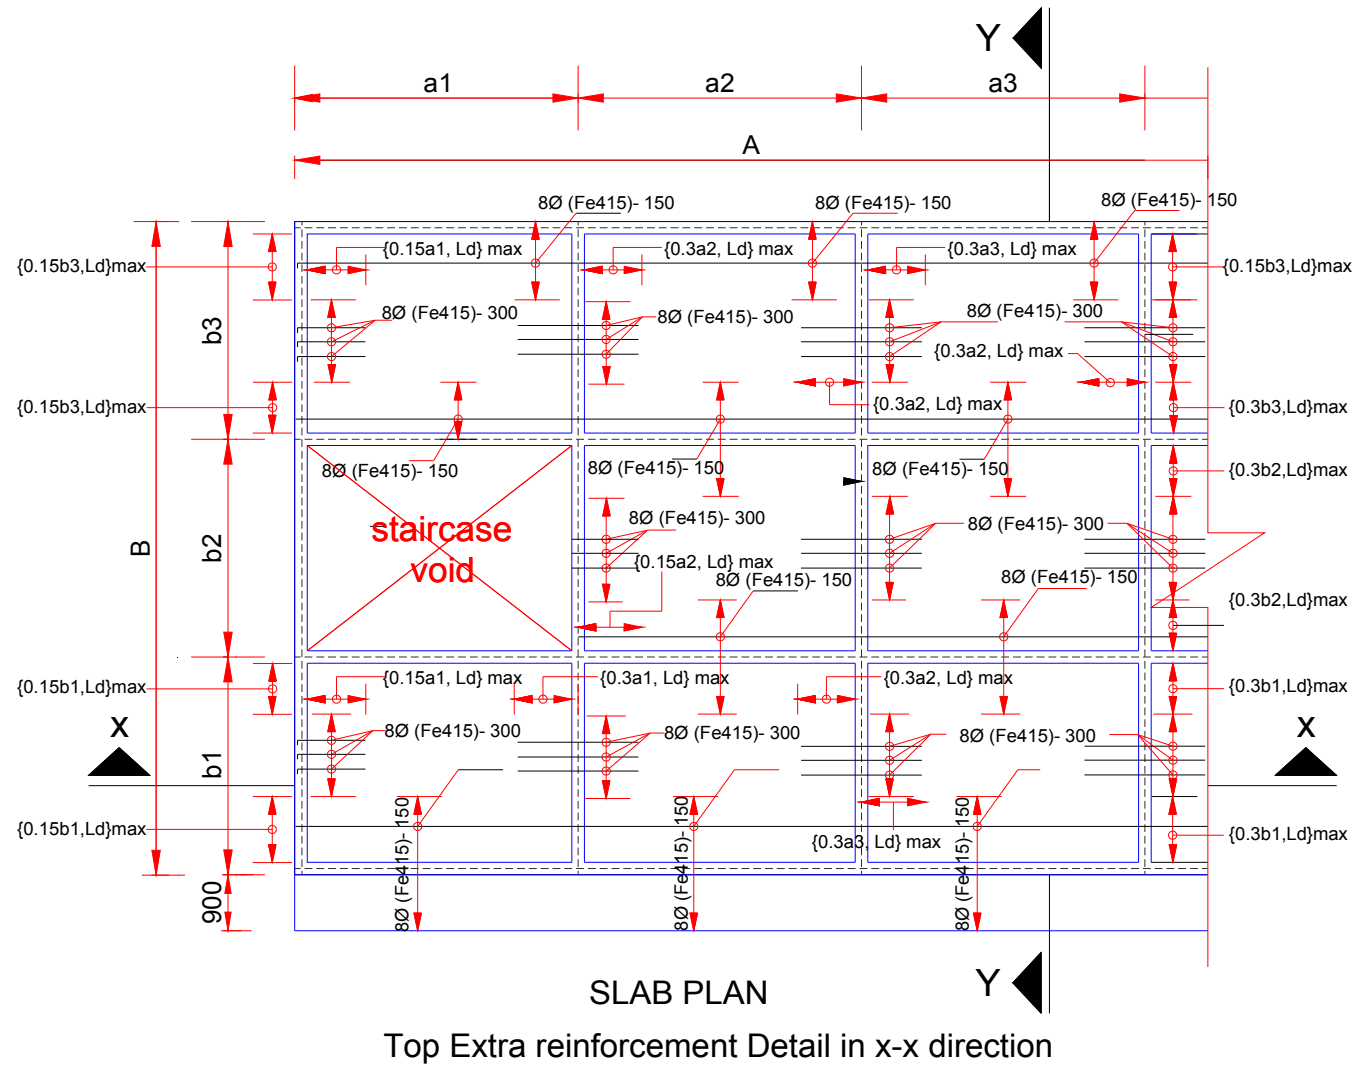 Y
a1
a2
a3
A
8Ø (Fe415)- 150
8Ø (Fe415)- 150
8Ø (Fe415)- 150
{0.15b3,Ld}max
{0.15a1, Ld} max
{0.3a2, Ld} max
{0.3a3, Ld} max
{0.15b3,Ld}max
b3
8Ø (Fe415)- 300
8Ø (Fe415)- 300
8Ø (Fe415)- 300
{0.3a2, Ld} max
{0.15b3,Ld}max
{0.3a2, Ld} max
{0.3b3,Ld}max
8Ø (Fe415)- 150
8Ø (Fe415)- 150
8Ø (Fe415)- 150
{0.3b2,Ld}max
B
b2
staircase
void
8Ø (Fe415)- 300
8Ø (Fe415)- 300
{0.15a2, Ld} max
8Ø (Fe415)- 150
8Ø (Fe415)- 150
{0.3b2,Ld}max
{0.15b1,Ld}max
{0.15a1, Ld} max
{0.3a1, Ld} max
{0.3a2, Ld} max
{0.3b1,Ld}max
x
x
b1
8Ø (Fe415)- 300
8Ø (Fe415)- 300
8Ø (Fe415)- 300
{0.15b1,Ld}max
{0.3a3, Ld} max
{0.3b1,Ld}max
8Ø (Fe415)- 150
8Ø (Fe415)- 150
8Ø (Fe415)- 150
900
Y
SLAB PLAN
Top Extra reinforcement Detail in x-x direction